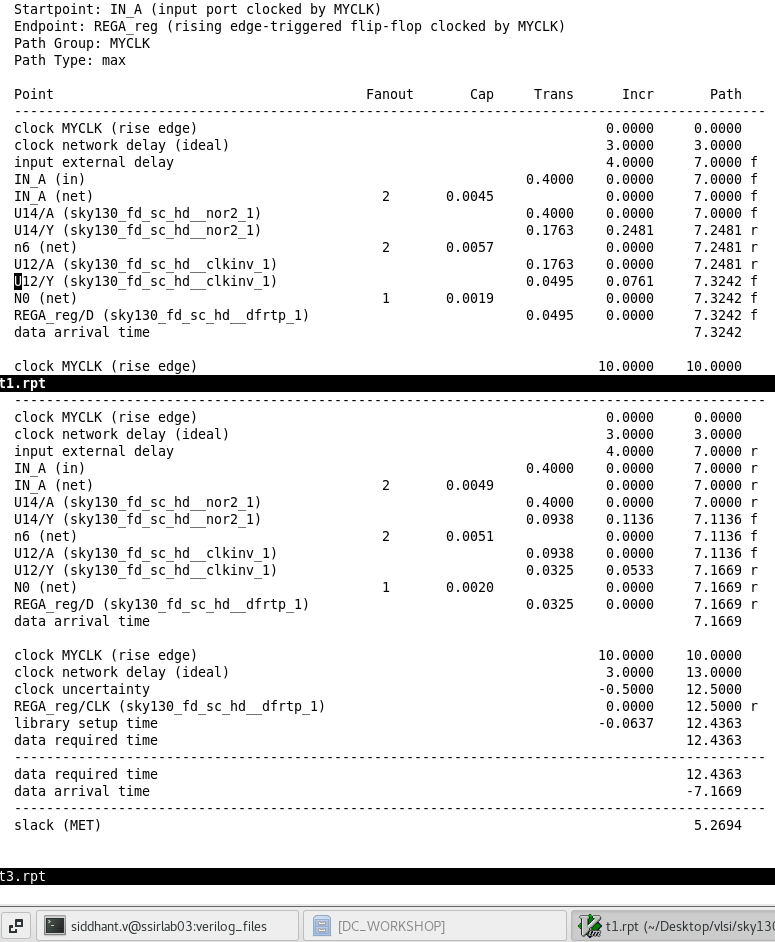 Startpoint: IN_A (input port clocked by MYCLK)
Endpoint: REGA_reg (rising edge-triggered flip-flop clocked by MYCLK)
Path Group: MYCLK
Path Type: max
Point Fanout Cap Trans Incr Path
--------------------------------------------------------------------------------------------
clock MYCLK (rise edge) 0.0000 0.0000
clock network delay (ideal) 3.0000 3.0000
input external delay 4.0000 7.0000 f
IN_A (in) 0.4000 0.0000 7.0000 f
IN_A (net) 2 0.0045 0.0000 7.0000 f
U14/A (sky130_fd_sc_hd__nor2_1) 0.4000 0.0000 7.0000 f
U14/Y (sky130_fd_sc_hd__nor2_1) 0.1763 0.2481 7.2481 r
n6 (net) 2 0.0057 0.0000 7.2481 r
U12/A (sky130_fd_sc_hd__clkinv_1) 0.1763 0.0000 7.2481 r
U12/Y (sky130_fd_sc_hd__clkinv_1) 0.0495 0.0761 7.3242 f
N0 (net) 1 0.0019 0.0000 7.3242 f
REGA_reg/D (sky130_fd_sc_hd__dfrtp_1) 0.0495 0.0000 7.3242 f
data arrival time 7.3242
clock MYCLK (rise edge) 10.0000 10.0000
t1.rpt
--------------------------------------------------------------------------------------------
clock MYCLK (rise edge) 0.0000 0.0000
clock network delay (ideal) 3.0000 3.0000
input external delay 4.0000 7.0000 r
IN_A (in) 0.4000 0.0000 7.0000 r
IN_A (net) 2 0.0049 0.0000 7.0000 r
U14/A (sky130_fd_sc_hd__nor2_1) 0.4000 0.0000 7.0000 r
U14/Y (sky130_fd_sc_hd__nor2_1) 0.0938 0.1136 7.1136 f
n6 (net) 2 0.0051 0.0000 7.1136 f
U12/A (sky130_fd_sc_hd__clkinv_1) 0.0938 0.0000 7.1136 f
U12/Y (sky130_fd_sc_hd__clkinv_1) 0.0325 0.0533 7.1669 r
N0 (net) 1 0.0020 0.0000 7.1669 r
REGA_reg/D (sky130_fd_sc_hd__dfrtp_1) 0.0325 0.0000 7.1669 r
data arrival time 7.1669
clock MYCLK (rise edge) 10.0000 10.0000
clock network delay (ideal) 3.0000 13.0000
clock uncertainty -0.5000 12.5000
REGA_reg/CLK (sky130_fd_sc_hd__dfrtp_1) 0.0000 12.5000 r
library setup time -0.0637 12.4363
data required time 12.4363
--------------------------------------------------------------------------------------------
data required time 12.4363
data arrival time -7.1669
--------------------------------------------------------------------------------------------
slack (MET) 5.2694
t3.rpt
siddhant.v@ssirlab03:verilog_files [DC_WORKSHOP] t1.rpt (~/Desktop/vlsi/sky130